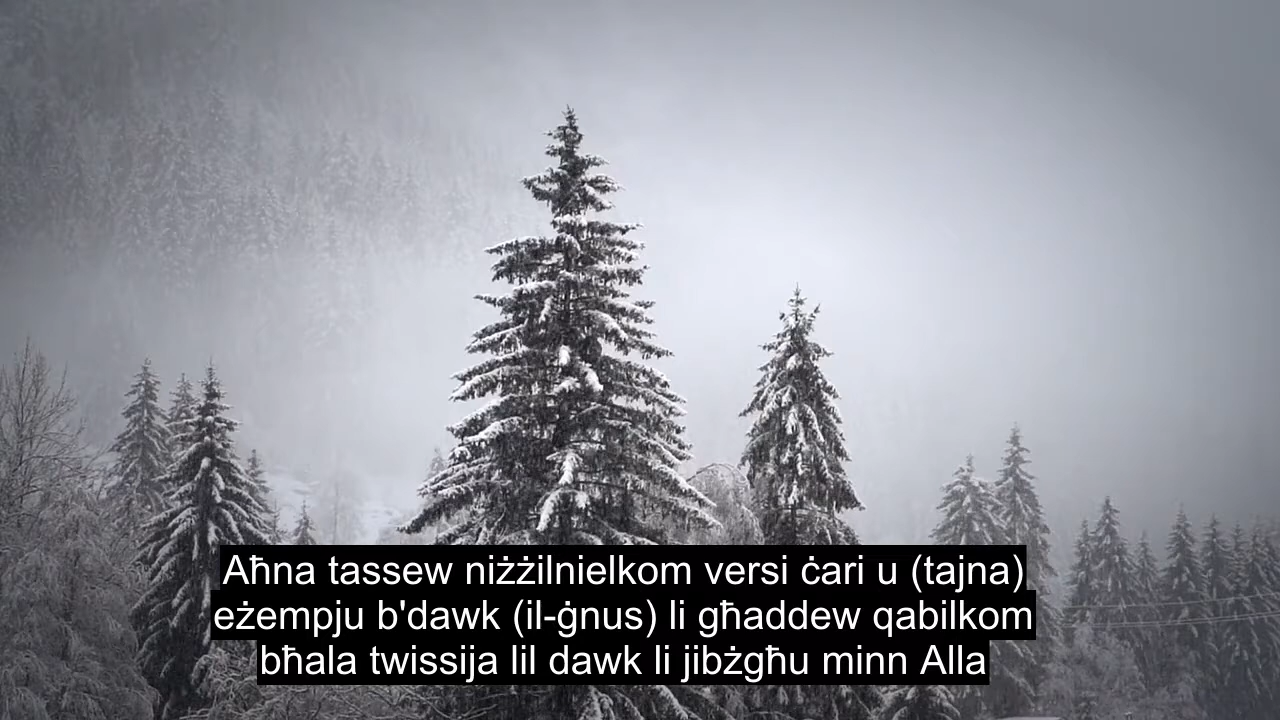 Aħna tassew niżżilnielkom versi ċari u (tajna)
eżempju b'dawk (il-ġnus) li għaddew qabilkom
bħala twissija lil dawk li jibżgħu minn Alla